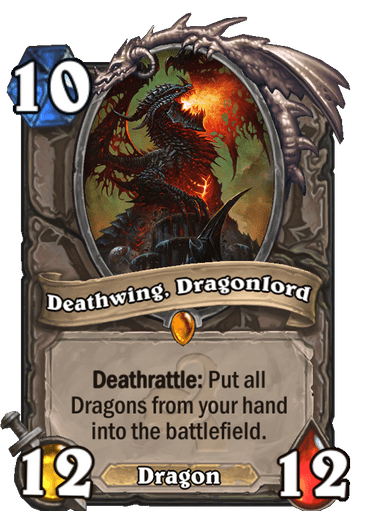 10
Deathwing, Dragonlord
Deathrattle: Put all
Dragons from your hand
into the battlefield.
12
Dragon
12